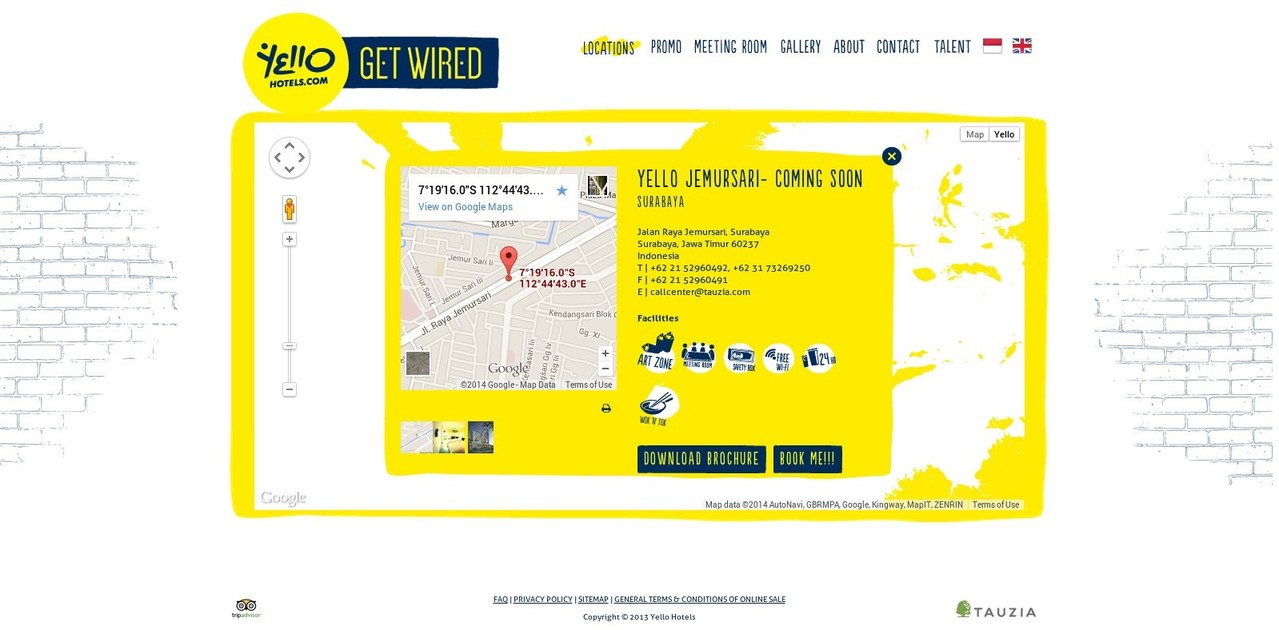 Yello
HOTELS.COM
GET WIRED
LOCATIONS
PROMO
MEETING ROOM
GALLERY
ABOUT
CONTACT
TALENT
Map
Yello
7°19'16.0"S 112°44'43....
View on Google Maps
Jemur Sari Ii
Jemur Sari I
Jemur Sari Ii
Jl. Raya Jemursari
7°19'16.0"S
112°44'43.0"E
Kendangsari Blok
Gg. Xi
Google
©2014 Google - Map Data
Terms of Use
YELLO JEMURSARI- COMING SOON
SURABAYA
Jalan Raya Jemursari, Surabaya
Surabaya, Jawa Timur 60237
Indonesia
T | +62 21 52960492, +62 31 73269250
F | +62 21 52960491
E | callcenter@tauzia.com
Facilities
ART ZONE
MEETING ROOM
SAFETY BOX
FREE
WI-FI
24
WOK 'N' TOK
DOWNLOAD BROCHURE
BOOK ME!!!
Google
Map data ©2014 AutoNavi, GBRMPA, Google, Kingway, MapIT, ZENRIN
Terms of Use
tripadvisor
FAQ | PRIVACY POLICY | SITEMAP | GENERAL TERMS & CONDITIONS OF ONLINE SALE
Copyright © 2013 Yello Hotels
TAUZIA